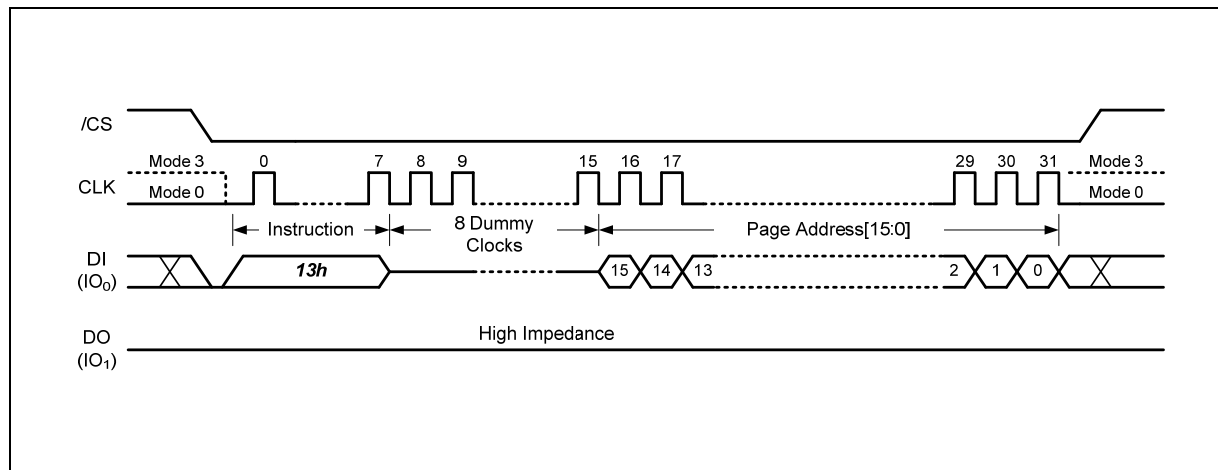 /CS
Mode 3 0 7 8 9 15 16 17 29 30 31 Mode 3
CLK
Mode 0 Mode 0
Instruction 8 Dummy Clocks Page Address[15:0]
DI
(IO₀)
13h 15 14 13 2 1 0
High Impedance
DO
(IO₁)